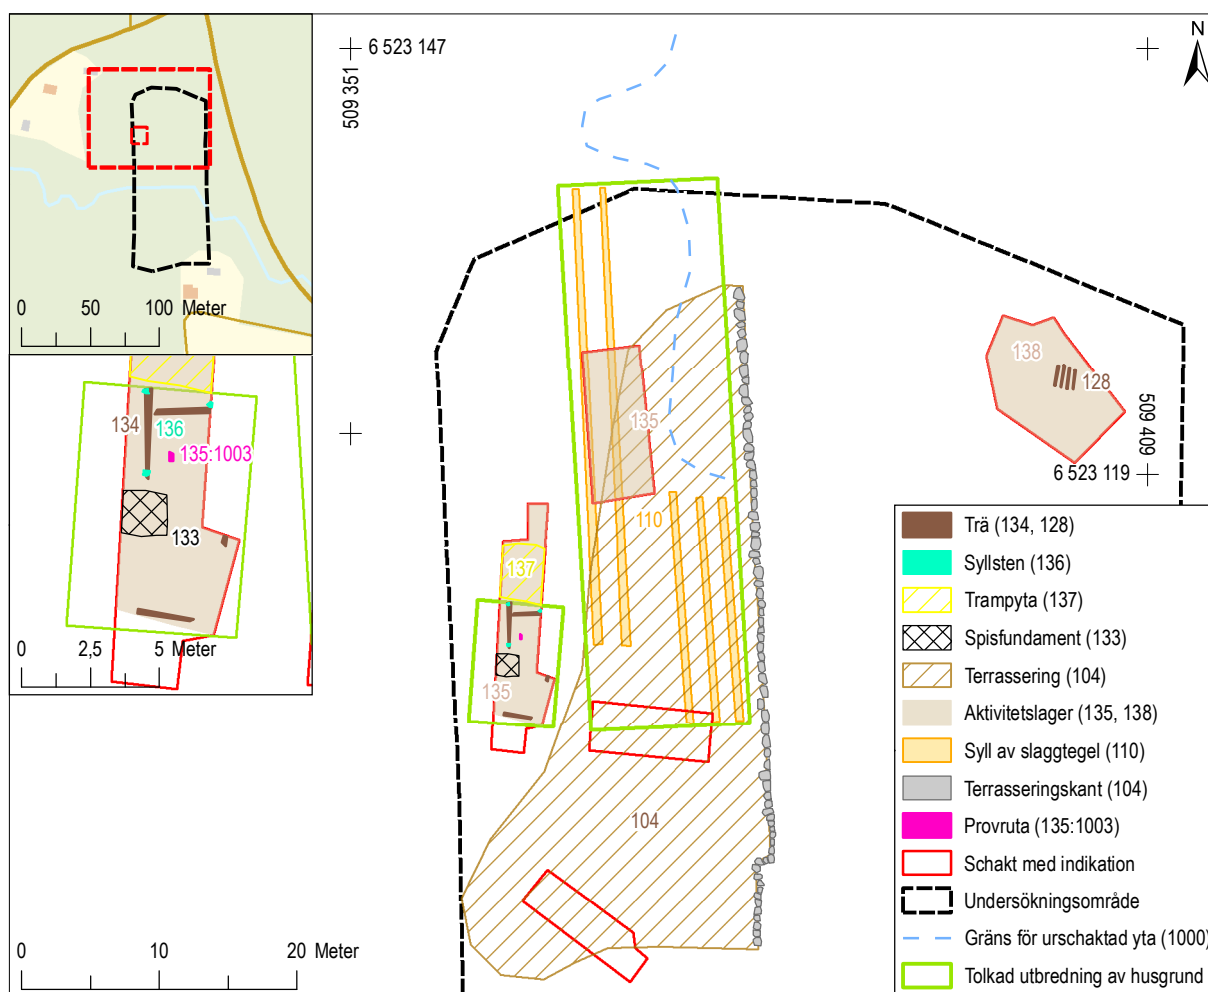 6 523 147
509 351
N
0 50 100 Meter
134
136
135:1003
133
0 2,5 5 Meter
138
128
509 409
6 523 119
135
110
137
135
104
Trä (134, 128)
Syllsten (136)
Trampyta (137)
Spisfundament (133)
Terrassering (104)
Aktivitetslager (135, 138)
Syll av slaggtegel (110)
Terrasseringskant (104)
Provruta (135:1003)
Schakt med indikation
Undersökningsområde
Gräns för urschaktad yta (1000)
Tolkad utbredning av husgrund
0 10 20 Meter